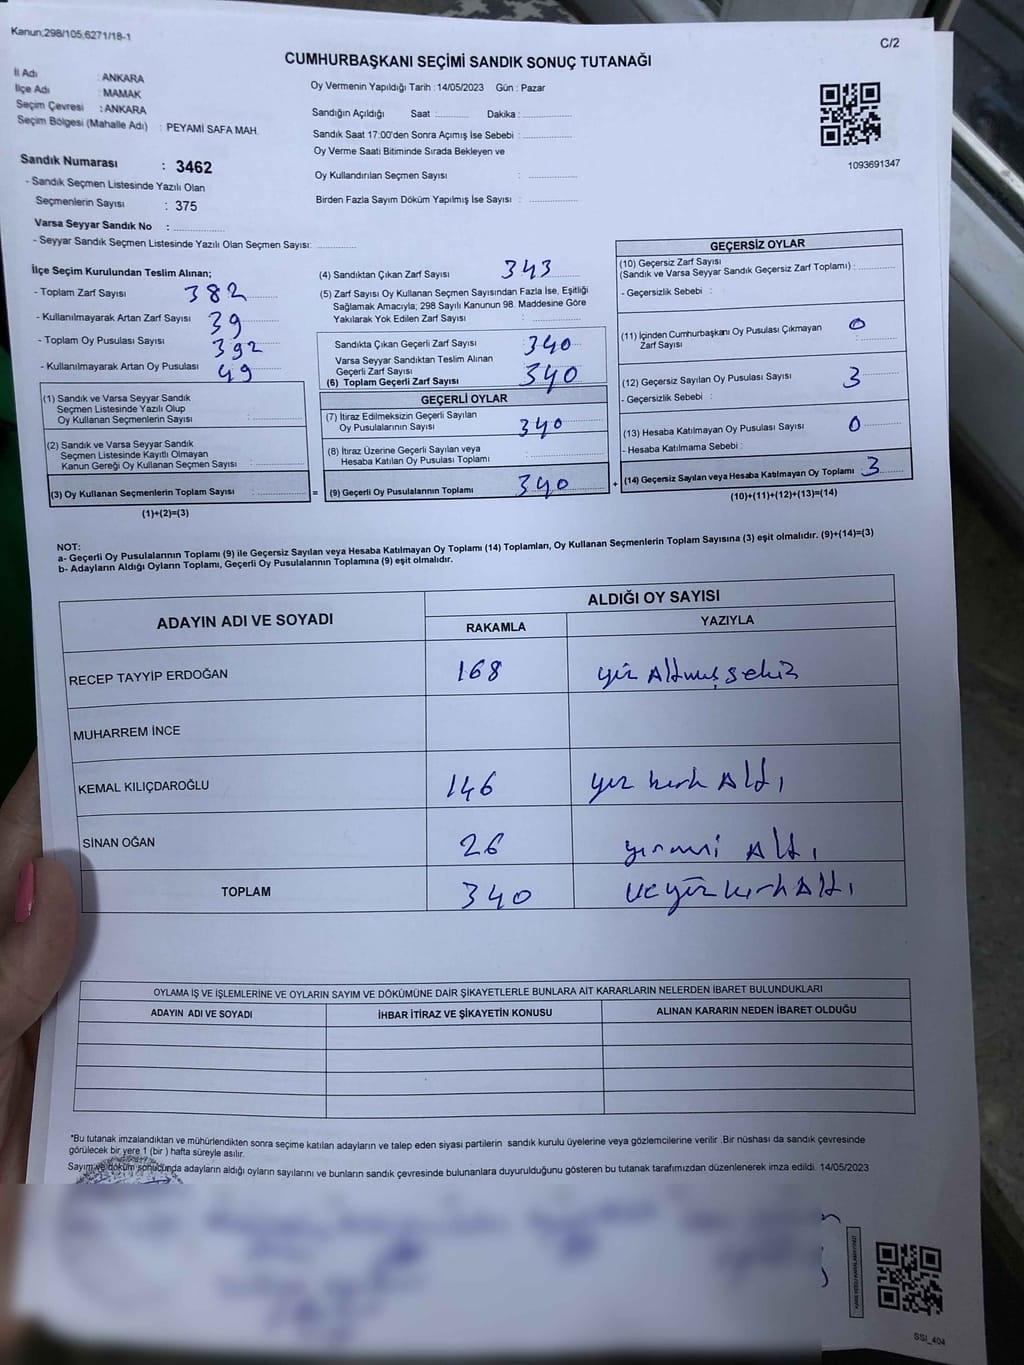 Kanun;298/105,6271/18-1
C/2
CUMHURBAŞKANI SEÇİMİ SANDIK SONUÇ TUTANAĞI
İl Adı : ANKARA
İlçe Adı : MAMAK
Seçim Çevresi : ANKARA
Seçim Bölgesi (Mahalle Adı) : PEYAMİ SAFA MAH.
Oy Vermenin Yapıldığı Tarih : 14/05/2023 Gün : Pazar
Sandığın Açıldığı Saat : Dakika :
Sandık Saat 17:00'den Sonra Açımış İse Sebebi :
Oy Verme Saati Bitiminde Sırada Bekleyen ve
Oy Kullandırılan Seçmen Sayısı :
Birden Fazla Sayım Döküm Yapılmış İse Sayısı :
1093691347
Sandık Numarası : 3462
- Sandık Seçmen Listesinde Yazılı Olan
Seçmenlerin Sayısı : 375
Varsa Seyyar Sandık No :
- Seyyar Sandık Seçmen Listesinde Yazılı Olan Seçmen Sayısı:
İlçe Seçim Kurulundan Teslim Alınan;
- Toplam Zarf Sayısı 382
- Kullanılmayarak Artan Zarf Sayısı 39
- Toplam Oy Pusulası Sayısı 392
- Kullanılmayarak Artan Oy Pusulası 49
(1) Sandık ve Varsa Seyyar Sandık
Seçmen Listesinde Yazılı Olup
Oy Kullanan Seçmenlerin Sayısı :
(2) Sandık ve Varsa Seyyar Sandık
Seçmen Listesinde Kayıtlı Olmayan
Kanun Gereği Oy Kullanan Seçmen Sayısı :
(3) Oy Kullanan Seçmenlerin Toplam Sayısı :
(1)+(2)=(3)
(4) Sandıktan Çıkan Zarf Sayısı 343
(5) Zarf Sayısı Oy Kullanan Seçmen Sayısından Fazla İse, Eşitliği
Sağlamak Amacıyla; 298 Sayılı Kanunun 98. Maddesine Göre
Yakılarak Yok Edilen Zarf Sayısı :
Sandıkta Çıkan Geçerli Zarf Sayısı : 340
Varsa Seyyar Sandıktan Teslim Alınan
Geçerli Zarf Sayısı :
(6) Toplam Geçerli Zarf Sayısı 340
GEÇERLİ OYLAR
(7) İtiraz Edilmeksizin Geçerli Sayılan
Oy Pusulalarının Sayısı : 340
(8) İtiraz Üzerine Geçerli Sayılan veya
Hesaba Katılan Oy Pusulası Toplamı :
= (9) Geçerli Oy Pusulalarının Toplamı 340
GEÇERSİZ OYLAR
(10) Geçersiz Zarf Sayısı
(Sandık ve Varsa Seyyar Sandık Geçersiz Zarf Toplamı) :
- Geçersizlik Sebebi :
(11) İçinden Cumhurbaşkanı Oy Pusulası Çıkmayan 0
Zarf Sayısı :
(12) Geçersiz Sayılan Oy Pusulası Sayısı 3
- Geçersizlik Sebebi :
(13) Hesaba Katılmayan Oy Pusulası Sayısı 0
- Hesaba Katılmama Sebebi :
+ (14) Geçersiz Sayılan veya Hesaba Katılmayan Oy Toplamı 3
(10)+(11)+(12)+(13)=(14)
NOT:
a- Geçerli Oy Pusulalarının Toplamı (9) ile Geçersiz Sayılan veya Hesaba Katılmayan Oy Toplamı (14) Toplamları, Oy Kullanan Seçmenlerin Toplam Sayısına (3) eşit olmalıdır. (9)+(14)=(3)
b- Adayların Aldığı Oyların Toplamı, Geçerli Oy Pusulalarının Toplamına (9) eşit olmalıdır.
ADAYIN ADI VE SOYADI
ALDIĞI OY SAYISI
RAKAMLA YAZIYLA
RECEP TAYYİP ERDOĞAN 168 yüz Altmış sekiz
MUHARREM İNCE
KEMAL KILIÇDAROĞLU 146 yüz kırk Altı
SİNAN OĞAN 26 yirmi Altı
TOPLAM 340 üçyüz kırk Altı
OYLAMA İŞ VE İŞLEMLERİNE VE OYLARIN SAYIM VE DÖKÜMÜNE DAİR ŞİKAYETLERLE BUNLARA AİT KARARLARIN NELERDEN İBARET BULUNDUKLARI
ADAYIN ADI VE SOYADI İHBAR İTİRAZ VE ŞİKAYETİN KONUSU ALINAN KARARIN NEDEN İBARET OLDUĞU
*Bu tutanak imzalandıktan ve mühürlendikten sonra seçime katılan adayların ve talep eden siyasi partilerin sandık kurulu üyelerine veya gözlemcilerine verilir .Bir nüshası da sandık çevresinde
görülecek bir yere 1 (bir ) hafta süreyle asılır.
Sayım ve döküm sonucunda adayların aldığı oyların sayılarını ve bunların sandık çevresinde bulunanlara duyurulduğunu gösteren bu tutanak tarafımızdan düzenlenerek imza edildi. 14/05/2023
SSI_404